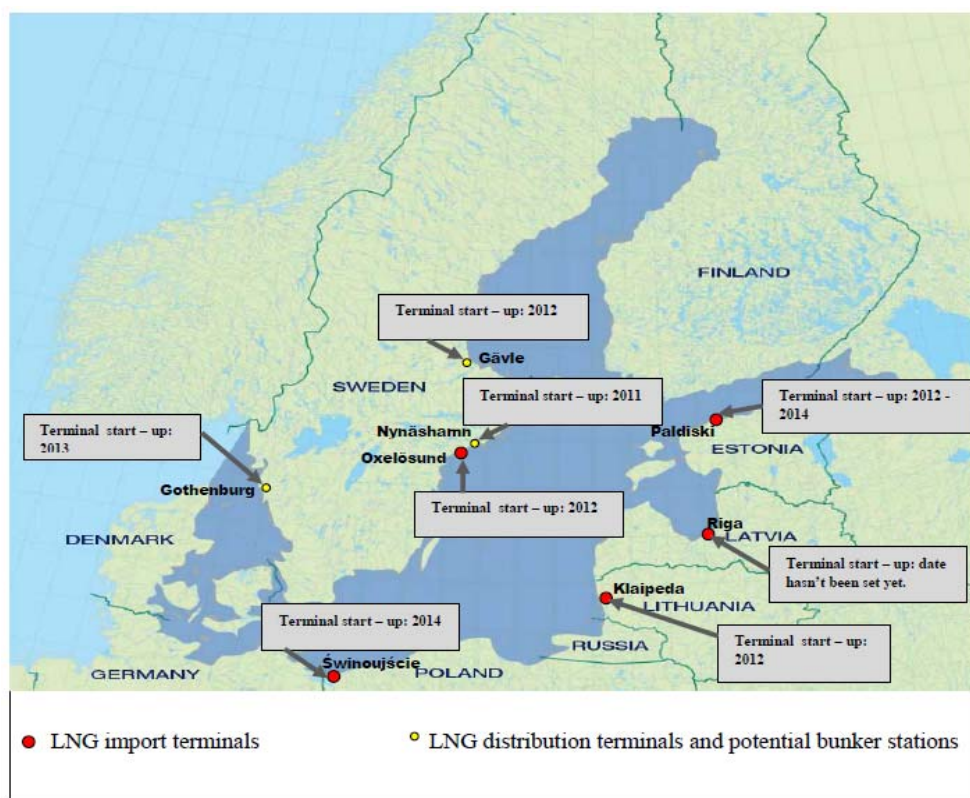 FINLAND
Terminal start – up: 2012
Gävle
SWEDEN
Terminal start – up: 2011
Terminal start – up: 2012 -
2014
Nynäshamn
Paldiski
Oxelösund
ESTONIA
Terminal start – up:
2013
Gothenburg
Terminal start – up: 2012
DENMARK
Riga
LATVIA
Terminal start – up: date
hasn't been set yet.
Klaipeda
LITHUANIA
Terminal start – up: 2014
Terminal start – up:
2012
RUSSIA
Świnoujście
GERMANY
POLAND
LNG import terminals
LNG distribution terminals and potential bunker stations